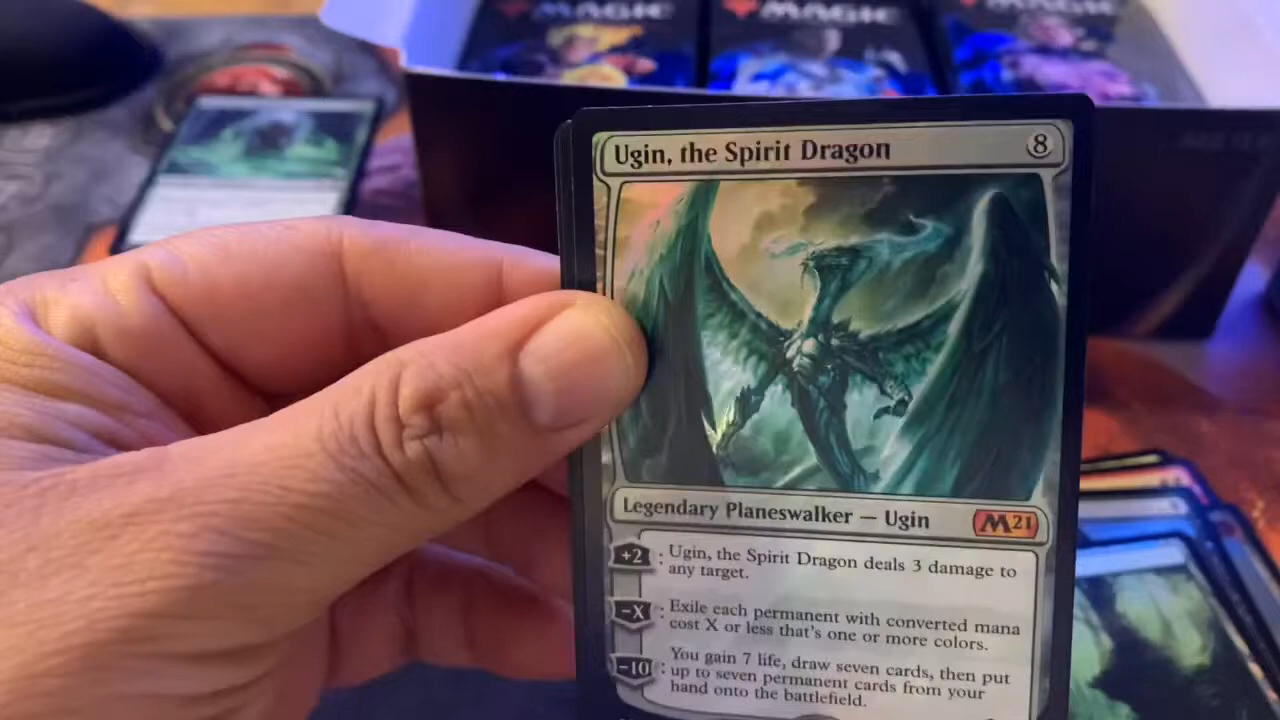 MAGIC
MAGIC
MAGIC
Ugin, the Spirit Dragon 8
Legendary Planeswalker — Ugin M21
+2 : Ugin, the Spirit Dragon deals 3 damage to
any target.
−X : Exile each permanent with converted mana
cost X or less that's one or more colors.
−10 : You gain 7 life, draw seven cards, then put
up to seven permanent cards from your
hand onto the battlefield.